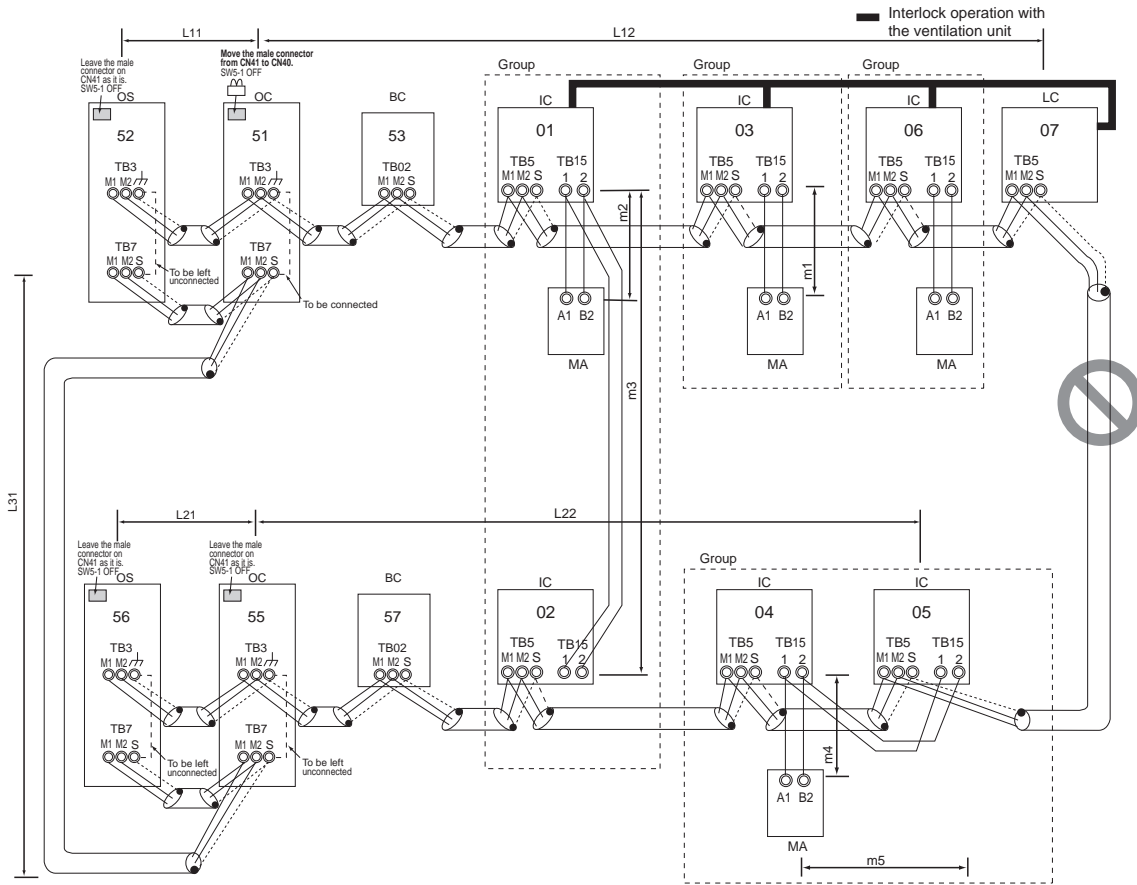 Interlock operation with
the ventilation unit
L11
L12
Leave the male
connector on
CN41 as it is.
SW5-1 OFF
Move the male connector
from CN41 to CN40.
SW5-1 OFF
Group
Group
Group
OS
OC
BC
IC
IC
IC
LC
52
51
53
01
03
06
07
TB3
TB3
TB02
TB5
TB15
TB5
TB15
TB5
TB15
TB5
M1 M2
M1 M2
M1 M2 S
M1 M2 S
1 2
M1 M2 S
1 2
M1 M2 S
1 2
M1 M2 S
m2
m1
TB7
TB7
M1 M2 S
M1 M2 S
To be left
unconnected
To be connected
A1 B2
A1 B2
A1 B2
MA
MA
MA
m3
L31
L21
L22
Leave the male
connector on
CN41 as it is.
SW5-1 OFF
Leave the male
connector on
CN41 as it is.
SW5-1 OFF
Group
OS
OC
BC
IC
IC
IC
56
55
57
02
04
05
TB3
TB3
TB02
TB5
TB15
TB5
TB15
TB5
TB15
M1 M2
M1 M2
M1 M2 S
M1 M2 S
1 2
M1 M2 S
1 2
M1 M2 S
1 2
TB7
TB7
M1 M2 S
M1 M2 S
To be left
unconnected
To be left
unconnected
m4
A1 B2
MA
m5